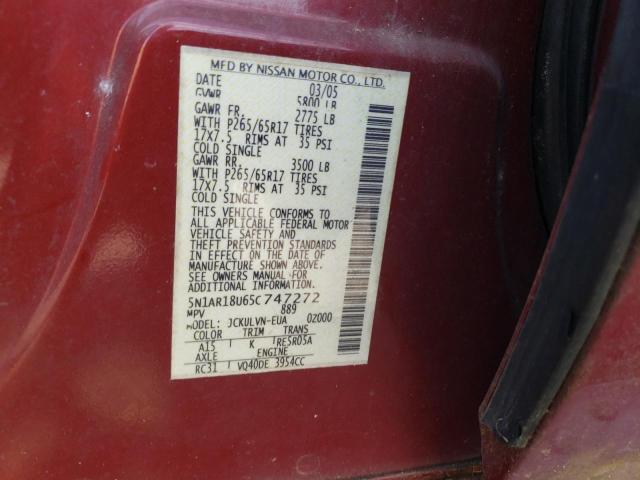 MFD BY NISSAN MOTOR CO., LTD.
DATE 03/05
GVWR 5800 LB
GAWR FR. 2775 LB
WITH P265/65R17 TIRES
17X7.5 RIMS AT 35 PSI
COLD SINGLE
GAWR RR. 3500 LB
WITH P265/65R17 TIRES
17X7.5 RIMS AT 35 PSI
COLD SINGLE
THIS VEHICLE CONFORMS TO
ALL APPLICABLE FEDERAL MOTOR
VEHICLE SAFETY AND
THEFT PREVENTION STANDARDS
IN EFFECT ON THE DATE OF
MANUFACTURE SHOWN ABOVE.
SEE OWNERS MANUAL FOR
ADDITIONAL INFORMATION.
5N1AR18U65C747272
MPV 889
MODEL: JCKULVN-EUA 02000
COLOR TRIM TRANS
A15 K RE5R05A
AXLE ENGINE
RC31 VQ40DE 3954CC